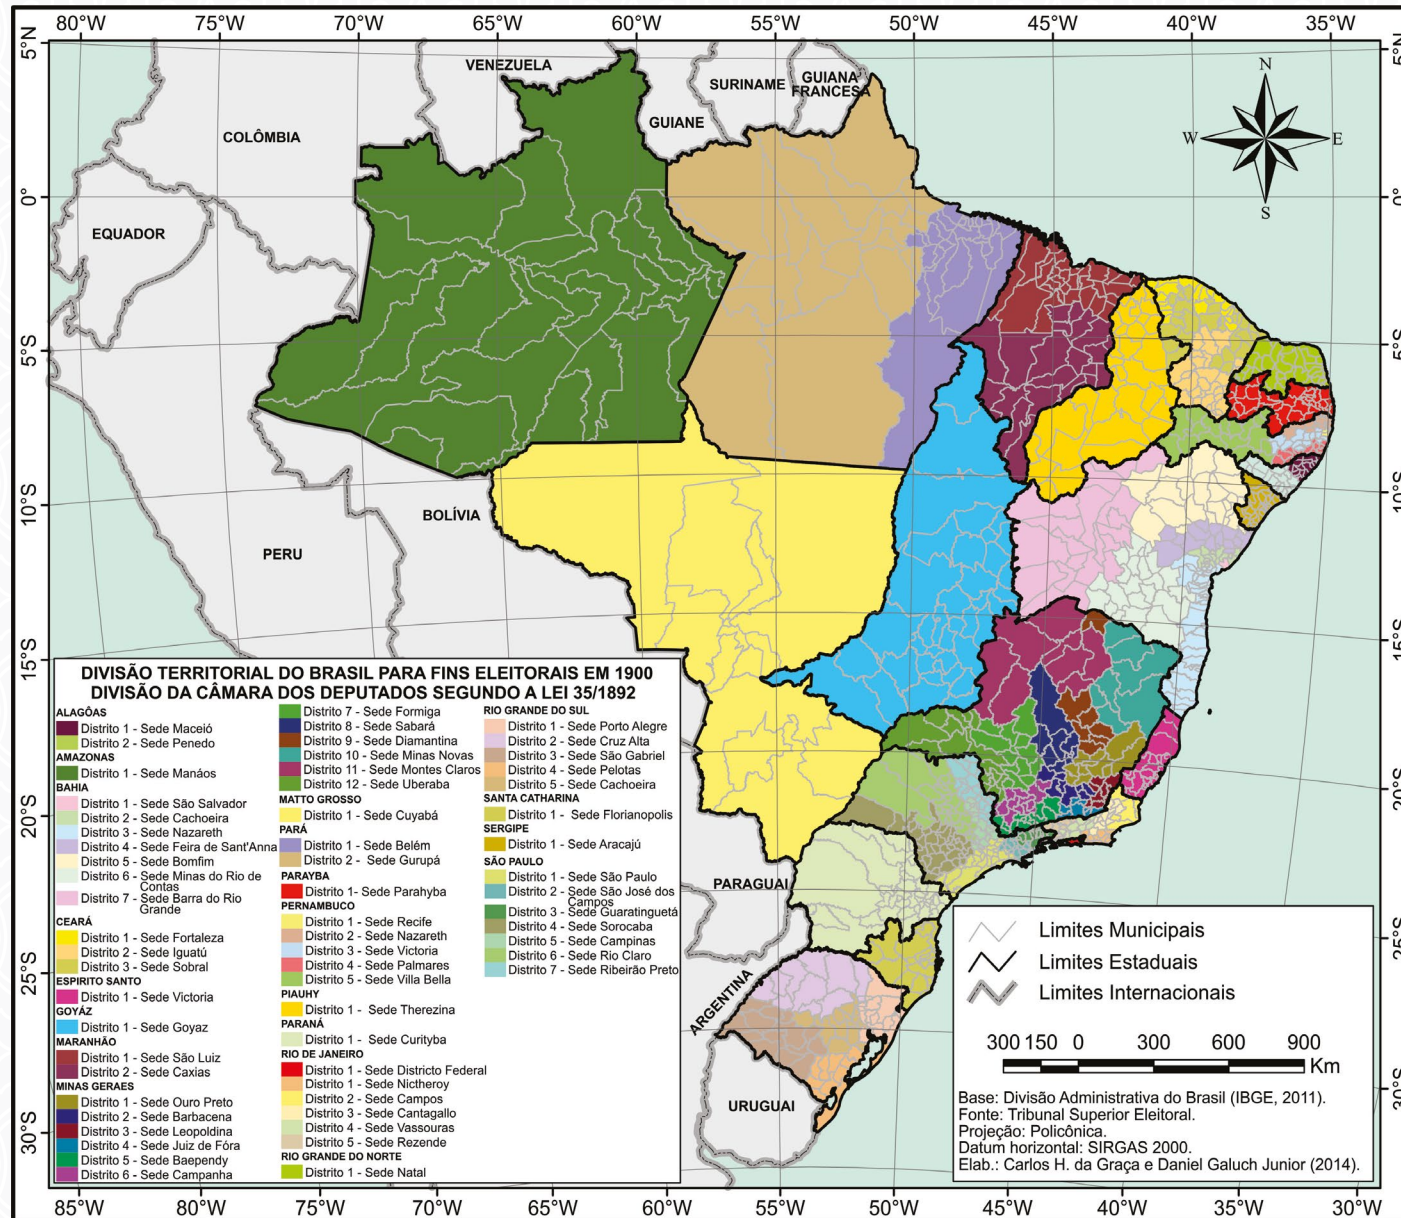 80°W
75°W
70°W
65°W
60°W
55°W
50°W
45°W
40°W
35°W
5°N
5°N
VENEZUELA
SURINAME
GUIANA
FRANCESA
GUIANE
COLÔMBIA
N
W
E
S
0°
0°
EQUADOR
5°S
5°S
10°S
10°S
BOLÍVIA
PERU
15°S
15°S
DIVISÃO TERRITORIAL DO BRASIL PARA FINS ELEITORAIS EM 1900
DIVISÃO DA CÂMARA DOS DEPUTADOS SEGUNDO A LEI 35/1892
ALAGÔAS
Distrito 1 - Sede Maceió
Distrito 2 - Sede Penedo
AMAZONAS
Distrito 1 - Sede Manáos
BAHIA
Distrito 1 - Sede São Salvador
Distrito 2 - Sede Cachoeira
Distrito 3 - Sede Nazareth
Distrito 4 - Sede Feira de Sant'Anna
Distrito 5 - Sede Bomfim
Distrito 6 - Sede Minas do Rio de
Contas
Distrito 7 - Sede Barra do Rio
Grande
CEARÁ
Distrito 1 - Sede Fortaleza
Distrito 2 - Sede Iguatú
Distrito 3 - Sede Sobral
ESPIRITO SANTO
Distrito 1 - Sede Victoria
GOYÁZ
Distrito 1 - Sede Goyaz
MARANHÃO
Distrito 1 - Sede São Luiz
Distrito 2 - Sede Caxias
MINAS GERAES
Distrito 1 - Sede Ouro Preto
Distrito 2 - Sede Barbacena
Distrito 3 - Sede Leopoldina
Distrito 4 - Sede Juiz de Fóra
Distrito 5 - Sede Baependy
Distrito 6 - Sede Campanha
Distrito 7 - Sede Formiga
Distrito 8 - Sede Sabará
Distrito 9 - Sede Diamantina
Distrito 10 - Sede Minas Novas
Distrito 11 - Sede Montes Claros
Distrito 12 - Sede Uberaba
MATTO GROSSO
Distrito 1 - Sede Cuyabá
PARÁ
Distrito 1 - Sede Belém
Distrito 2 - Sede Gurupá
PARAYBA
Distrito 1- Sede Parahyba
PERNAMBUCO
Distrito 1 - Sede Recife
Distrito 2 - Sede Nazareth
Distrito 3 - Sede Victoria
Distrito 4 - Sede Palmares
Distrito 5 - Sede Villa Bella
PIAUHY
Distrito 1 - Sede Therezina
PARANÁ
Distrito 1 - Sede Curityba
RIO DE JANEIRO
Distrito 1 - Sede Districto Federal
Distrito 1 - Sede Nictheroy
Distrito 2 - Sede Campos
Distrito 3 - Sede Cantagallo
Distrito 4 - Sede Vassouras
Distrito 5 - Sede Rezende
RIO GRANDE DO NORTE
Distrito 1 - Sede Natal
RIO GRANDE DO SUL
Distrito 1 - Sede Porto Alegre
Distrito 2 - Sede Cruz Alta
Distrito 3 - Sede São Gabriel
Distrito 4 - Sede Pelotas
Distrito 5 - Sede Cachoeira
SANTA CATHARINA
Distrito 1 - Sede Florianopolis
SERGIPE
Distrito 1 - Sede Aracajú
SÃO PAULO
Distrito 1 - Sede São Paulo
Distrito 2 - Sede São José dos
Campos
Distrito 3 - Sede Guaratinguetá
Distrito 4 - Sede Sorocaba
Distrito 5 - Sede Campinas
Distrito 6 - Sede Rio Claro
Distrito 7 - Sede Ribeirão Preto
20°S
20°S
PARAGUAI
25°S
25°S
ARGENTINA
URUGUAI
30°S
30°S
Limites Municipais
Limites Estaduais
Limites Internacionais
300 150 0 300 600 900
Km
Base: Divisão Administrativa do Brasil (IBGE, 2011).
Fonte: Tribunal Superior Eleitoral.
Projeção: Policônica.
Datum horizontal: SIRGAS 2000.
Elab.: Carlos H. da Graça e Daniel Galuch Junior (2014).
85°W
80°W
75°W
70°W
65°W
60°W
55°W
50°W
45°W
40°W
35°W
30°W